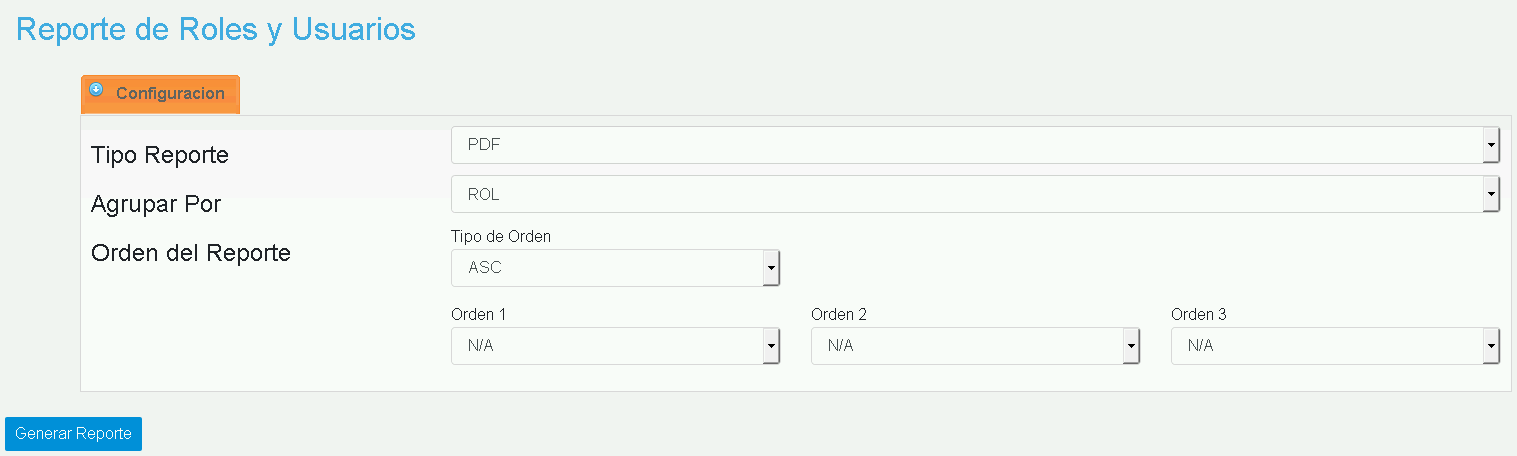 Reporte de Roles y Usuarios
Configuracion
Tipo Reporte
PDF
Agrupar Por
ROL
Orden del Reporte
Tipo de Orden
ASC
Orden 1
Orden 2
Orden 3
N/A
N/A
N/A
Generar Reporte